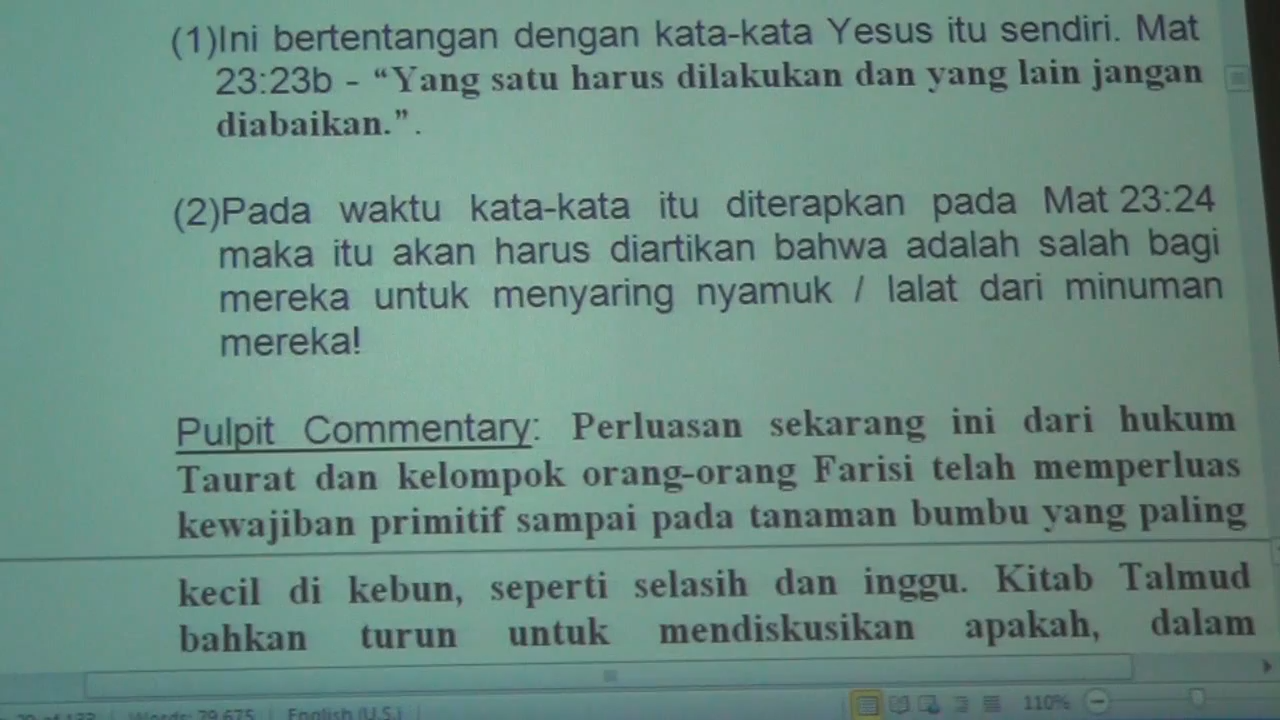 (1)Ini bertentangan dengan kata-kata Yesus itu sendiri. Mat
23:23b - “Yang satu harus dilakukan dan yang lain jangan
diabaikan.”.
(2)Pada waktu kata-kata itu diterapkan pada Mat 23:24
maka itu akan harus diartikan bahwa adalah salah bagi
mereka untuk menyaring nyamuk / lalat dari minuman
mereka!
Pulpit Commentary: Perluasan sekarang ini dari hukum
Taurat dan kelompok orang-orang Farisi telah memperluas
kewajiban primitif sampai pada tanaman bumbu yang paling
kecil di kebun, seperti selasih dan inggu. Kitab Talmud
bahkan turun untuk mendiskusikan apakah, dalam
Words: 79,675 English (U.S.) 110%